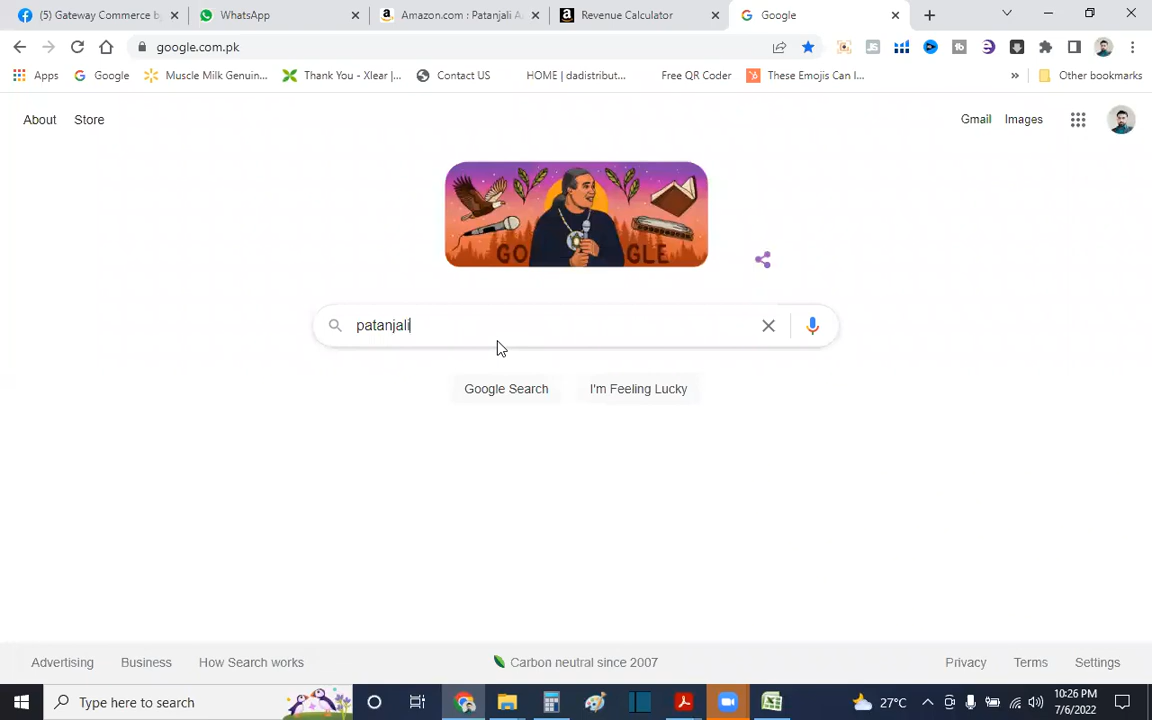 (5) Gateway Commerce b
WhatsApp
Amazon.com : Patanjali A
Revenue Calculator
Google
google.com.pk
Apps
Google
Muscle Milk Genuin...
Thank You - Xlear |...
Contact US
HOME | dadistribut...
Free QR Coder
These Emojis Can I...
»
Other bookmarks
About
Store
Gmail
Images
GO GLE
patanjali
Google Search
I'm Feeling Lucky
Advertising
Business
How Search works
Carbon neutral since 2007
Privacy
Terms
Settings
Type here to search
27°C
10:26 PM
7/6/2022